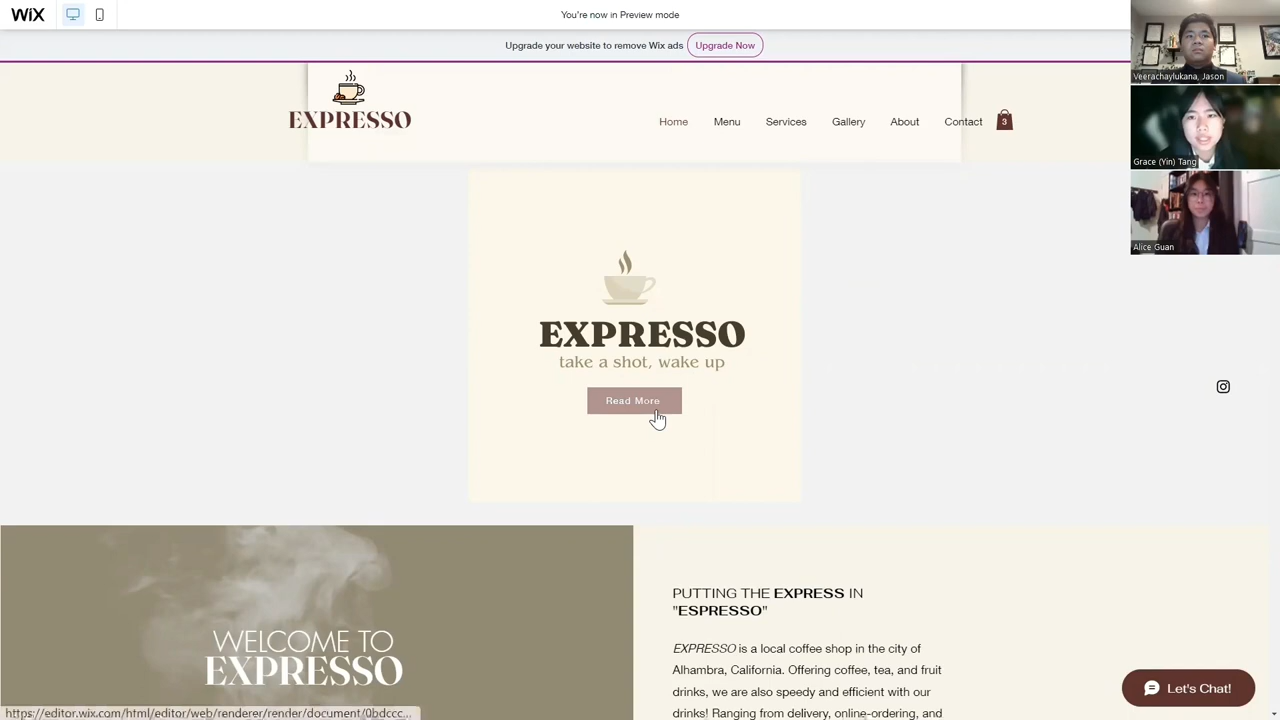 WiX
You're now in Preview mode
Upgrade your website to remove Wix ads
Upgrade Now
Veerachaylukana, Jason
EXPRESSO
Home
Menu
Services
Gallery
About
Contact
3
Grace (Yin) Tang
Alice Guan
EXPRESSO
take a shot, wake up
Read More
WELCOME TO
EXPRESSO
PUTTING THE EXPRESS IN
"ESPRESSO"
EXPRESSO is a local coffee shop in the city of
Alhambra, California. Offering coffee, tea, and fruit
drinks, we are also speedy and efficient with our
drinks! Ranging from delivery, online-ordering, and
Let's Chat!
https://editor.wix.com/html/editor/web/renderer/render/document/0bdccc...